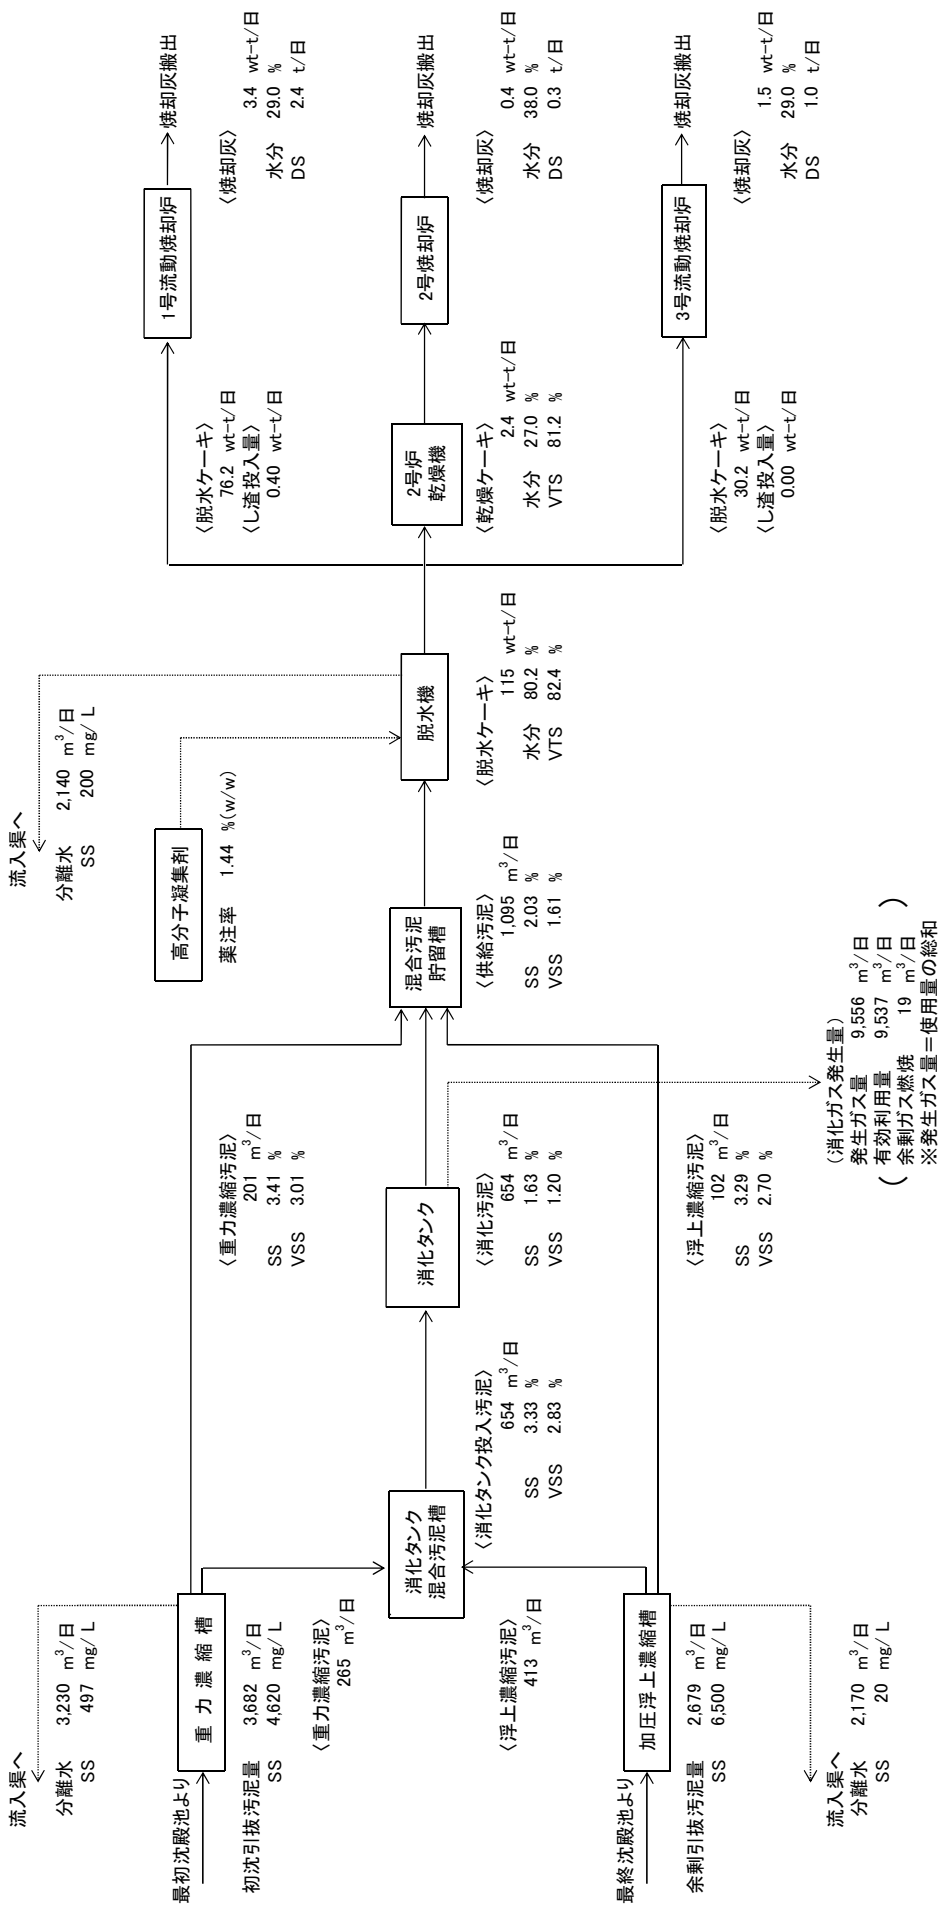 流入渠へ
分離水 3,230 m³/日
SS 497 mg/L
最初沈殿池より
重力濃縮槽
初沈引抜汚泥量 3,682 m³/日
SS 4,620 mg/L
〈重力濃縮汚泥〉
265 m³/日
消化タンク
混合汚泥槽
〈浮上濃縮汚泥〉
413 m³/日
最終沈殿池より
加圧浮上濃縮槽
余剰引抜汚泥量 2,679 m³/日
SS 6,500 mg/L
流入渠へ
分離水 2,170 m³/日
SS 20 mg/L
〈消化タンク投入汚泥〉
654 m³/日
SS 3.33 %
VSS 2.83 %
〈重力濃縮汚泥〉
201 m³/日
SS 3.41 %
VSS 3.01 %
消化タンク
〈消化汚泥〉
654 m³/日
SS 1.63 %
VSS 1.20 %
〈浮上濃縮汚泥〉
102 m³/日
SS 3.29 %
VSS 2.70 %
(消化ガス発生量)
発生ガス量 9,556 m³/日
(有効利用量 9,537 m³/日
余剰ガス燃焼 19 m³/日)
※発生ガス量=使用量の総和
混合汚泥
貯留槽
〈供給汚泥〉
1,095 m³/日
SS 2.03 %
VSS 1.61 %
流入渠へ
分離水 2,140 m³/日
SS 200 mg/L
高分子凝集剤
薬注率 1.44 %(w/w)
脱水機
〈脱水ケーキ〉
115 wt-t/日
水分 80.2 %
VTS 82.4 %
〈脱水ケーキ〉
76.2 wt-t/日
〈し渣投入量〉
0.40 wt-t/日
2号炉
乾燥機
〈乾燥ケーキ〉
2.4 wt-t/日
水分 27.0 %
VTS 81.2 %
〈脱水ケーキ〉
30.2 wt-t/日
〈し渣投入量〉
0.00 wt-t/日
1号流動焼却炉
焼却灰搬出
〈焼却灰〉
3.4 wt-t/日
水分 29.0 %
DS 2.4 t/日
2号焼却炉
焼却灰搬出
〈焼却灰〉
0.4 wt-t/日
水分 38.0 %
DS 0.3 t/日
3号流動焼却炉
焼却灰搬出
〈焼却灰〉
1.5 wt-t/日
水分 29.0 %
DS 1.0 t/日